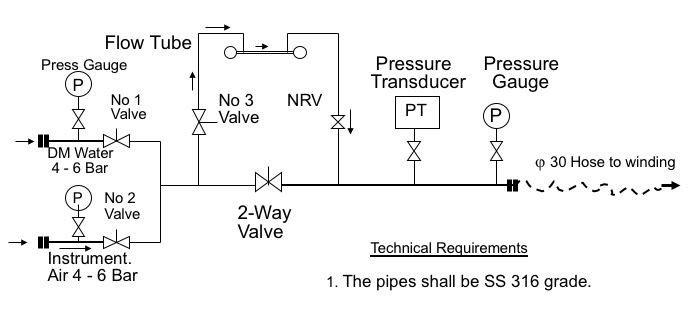 Flow Tube
Press Gauge
P
No 1
Valve
DM Water
4 - 6 Bar
No 3
Valve
NRV
Pressure
Transducer
PT
Pressure
Gauge
P
φ 30 Hose to winding
P
No 2
Valve
Instrument.
Air 4 - 6 Bar
2-Way
Valve
Technical Requirements
1. The pipes shall be SS 316 grade.